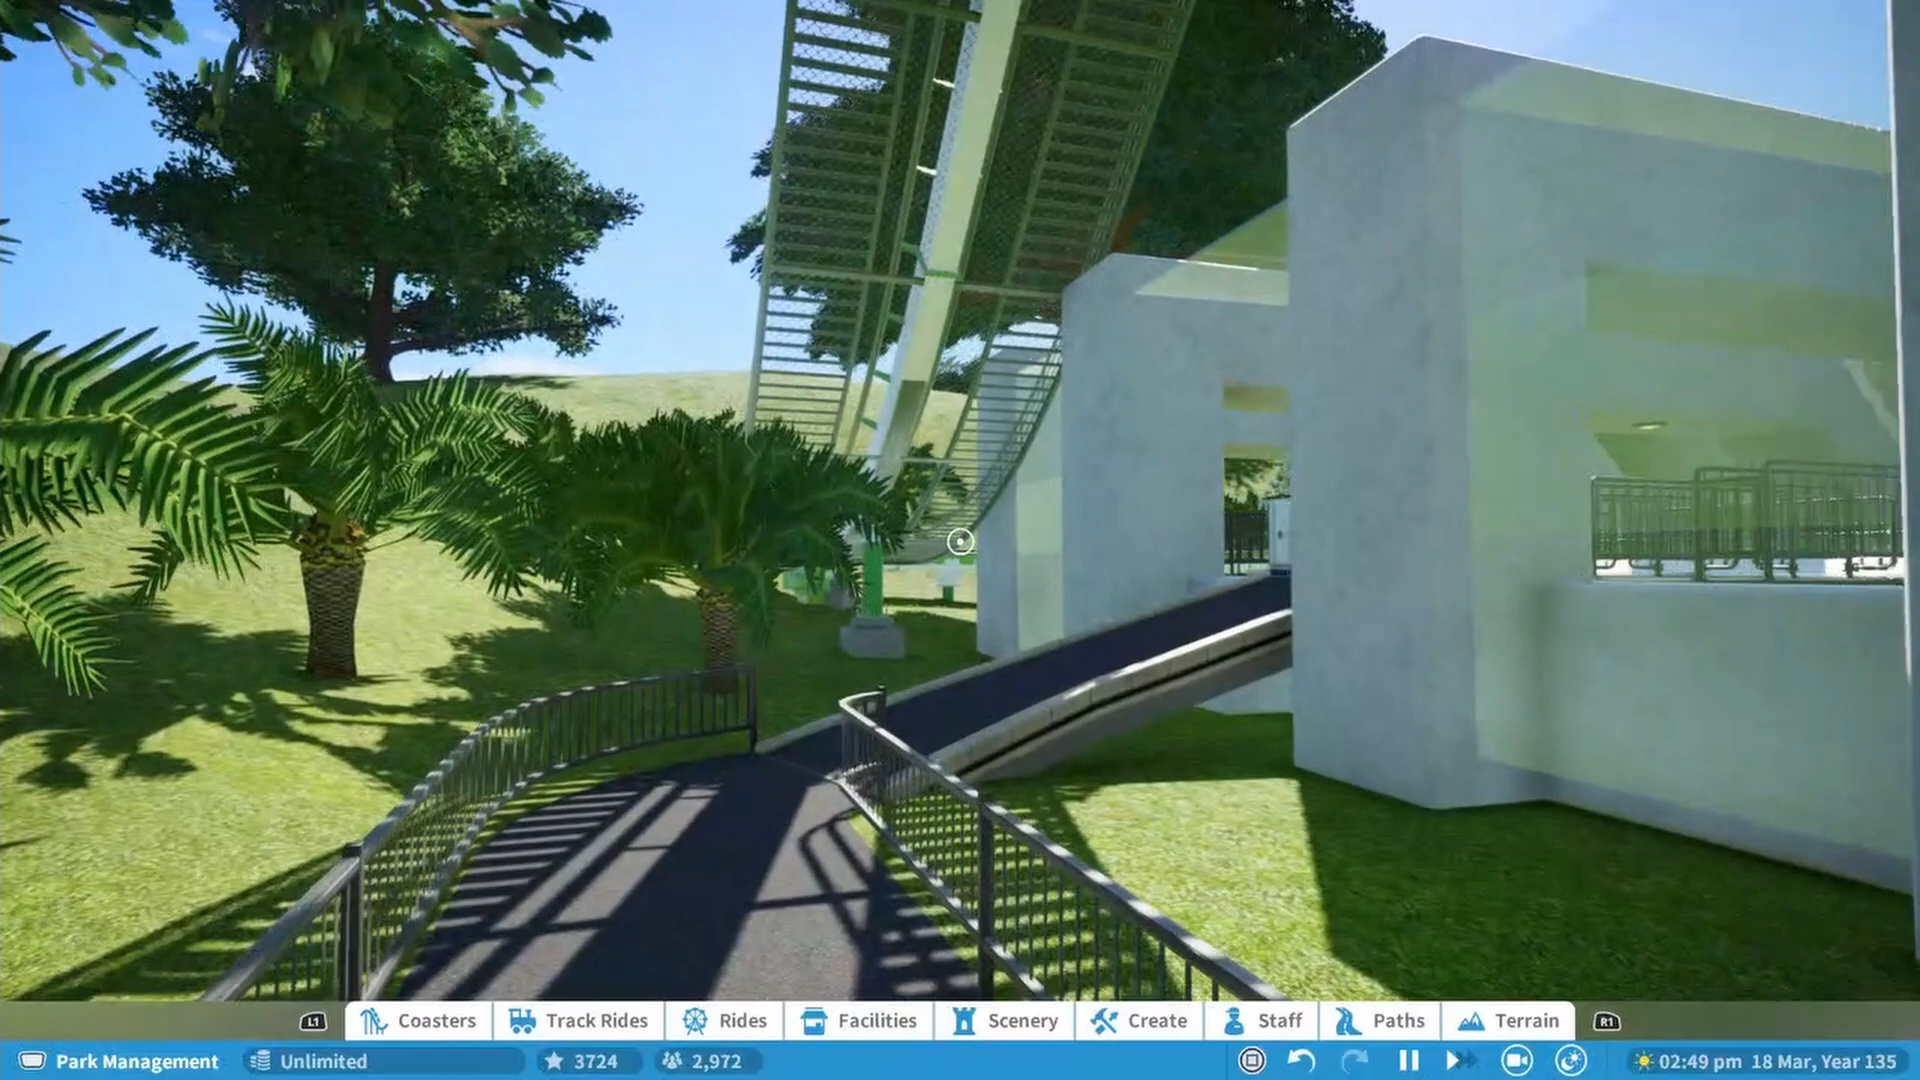 L1 Coasters Track Rides Rides Facilities Scenery Create Staff Paths Terrain R1
Park Management Unlimited 3724 2,972 02:49 pm 18 Mar, Year 135